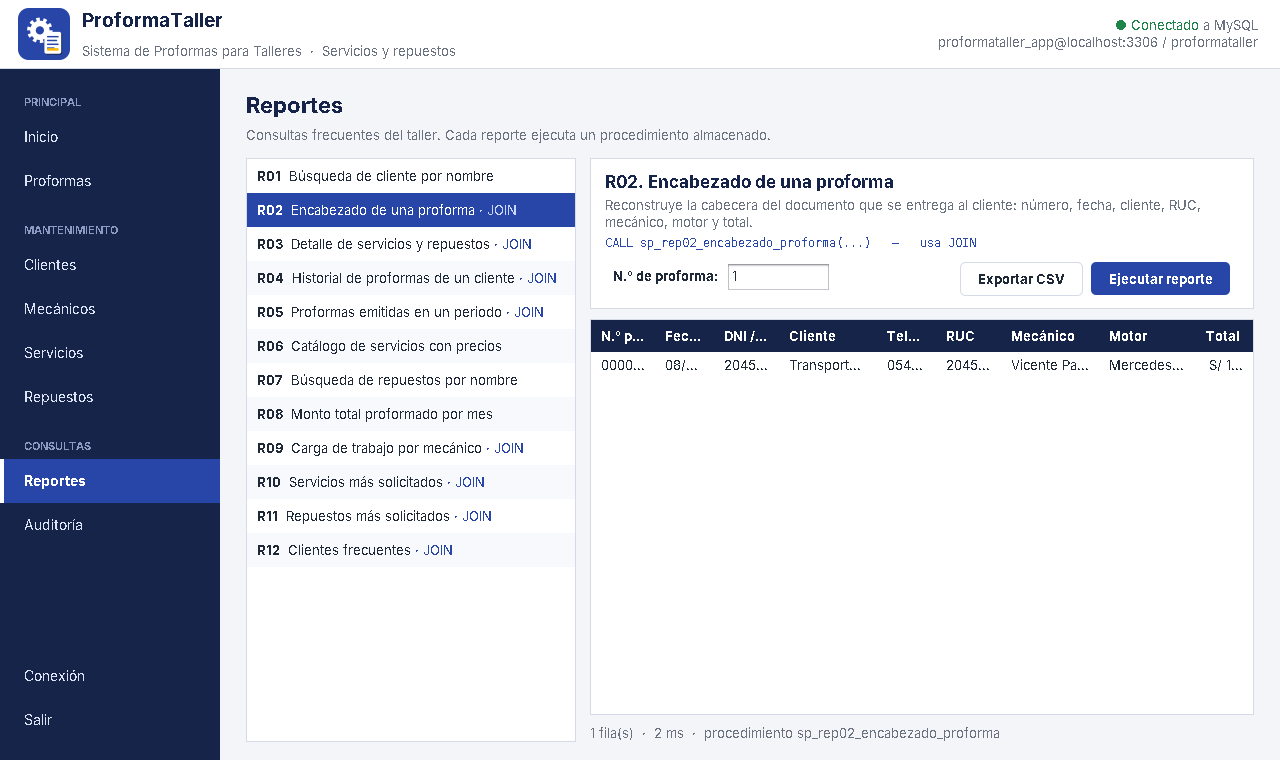 ProformaTaller
Sistema de Proformas para Talleres · Servicios y repuestos
● Conectado a MySQL
proformataller_app@localhost:3306 / proformataller
PRINCIPAL
Inicio
Proformas
MANTENIMIENTO
Clientes
Mecánicos
Servicios
Repuestos
CONSULTAS
Reportes
Auditoría
Conexión
Salir
Reportes
Consultas frecuentes del taller. Cada reporte ejecuta un procedimiento almacenado.
R01 Búsqueda de cliente por nombre
R02 Encabezado de una proforma · JOIN
R03 Detalle de servicios y repuestos · JOIN
R04 Historial de proformas de un cliente · JOIN
R05 Proformas emitidas en un periodo · JOIN
R06 Catálogo de servicios con precios
R07 Búsqueda de repuestos por nombre
R08 Monto total proformado por mes
R09 Carga de trabajo por mecánico · JOIN
R10 Servicios más solicitados · JOIN
R11 Repuestos más solicitados · JOIN
R12 Clientes frecuentes · JOIN
R02. Encabezado de una proforma
Reconstruye la cabecera del documento que se entrega al cliente: número, fecha, cliente, RUC,
mecánico, motor y total.
CALL sp_rep02_encabezado_proforma(...) — usa JOIN
N.º de proforma: 1 Exportar CSV Ejecutar reporte
N.º p... Fec... DNI /... Cliente Tel... RUC Mecánico Motor Total
0000... 08/... 2045... Transport... 054... 2045... Vicente Pa... Mercedes... S/ 1...
1 fila(s) · 2 ms · procedimiento sp_rep02_encabezado_proforma